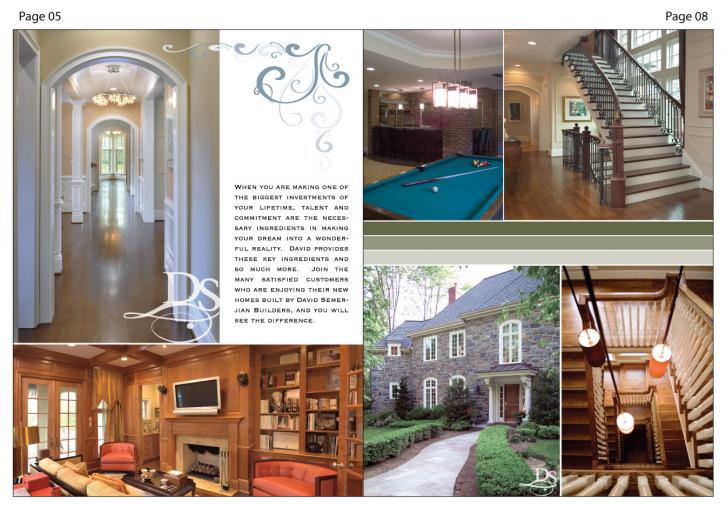 Page 05
Page 08
WHEN YOU ARE MAKING ONE OF
THE BIGGEST INVESTMENTS OF
YOUR LIFETIME, TALENT AND
COMMITMENT ARE THE NECES-
SARY INGREDIENTS IN MAKING
YOUR DREAM INTO A WONDER-
FUL REALITY. DAVID PROVIDES
THESE KEY INGREDIENTS AND
SO MUCH MORE. JOIN THE
MANY SATISFIED CUSTOMERS
WHO ARE ENJOYING THEIR NEW
HOMES BUILT BY DAVID SEMER-
JIAN BUILDERS, AND YOU WILL
SEE THE DIFFERENCE.
DS
DS